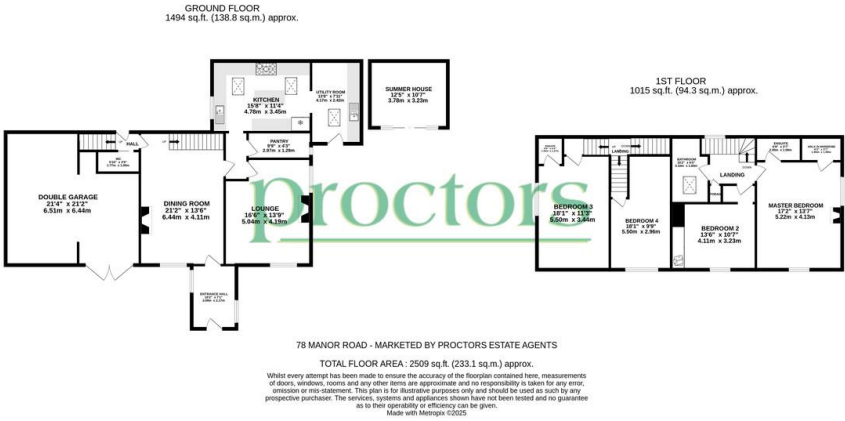 GROUND FLOOR
1494 sq.ft. (138.8 sq.m.) approx.
1ST FLOOR
1015 sq.ft. (94.3 sq.m.) approx.
KITCHEN
15'8" x 11'4"
4.78m x 3.45m
UTILITY ROOM
SUMMER HOUSE
12'5" x 10'7"
3.78m x 3.23m
HALL
UP
WC
UP
PANTRY
9'9" x 4'3"
2.97m x 1.29m
DOUBLE GARAGE
21'4" x 21'2"
6.51m x 6.44m
DINING ROOM
21'2" x 13'6"
6.44m x 4.11m
LOUNGE
16'6" x 13'9"
5.04m x 4.19m
ENTRANCE HALL
proctors
ENSUITE
UP
DOWN
LANDING
BATHROOM
DOWN
LANDING
ENSUITE
BEDROOM 3
18'1" x 11'3"
5.50m x 3.44m
BEDROOM 4
18'1" x 9'9"
5.50m x 2.96m
BEDROOM 2
13'6" x 10'7"
4.11m x 3.23m
MASTER BEDROOM
17'2" x 13'7"
5.22m x 4.13m
78 MANOR ROAD - MARKETED BY PROCTORS ESTATE AGENTS
TOTAL FLOOR AREA : 2509 sq.ft. (233.1 sq.m.) approx.
Whilst every attempt has been made to ensure the accuracy of the floorplan contained here, measurements
of doors, windows, rooms and any other items are approximate and no responsibility is taken for any error,
omission or mis-statement. This plan is for illustrative purposes only and should be used as such by any
prospective purchaser. The services, systems and appliances shown have not been tested and no guarantee
as to their operability or efficiency can be given.
Made with Metropix ©2025